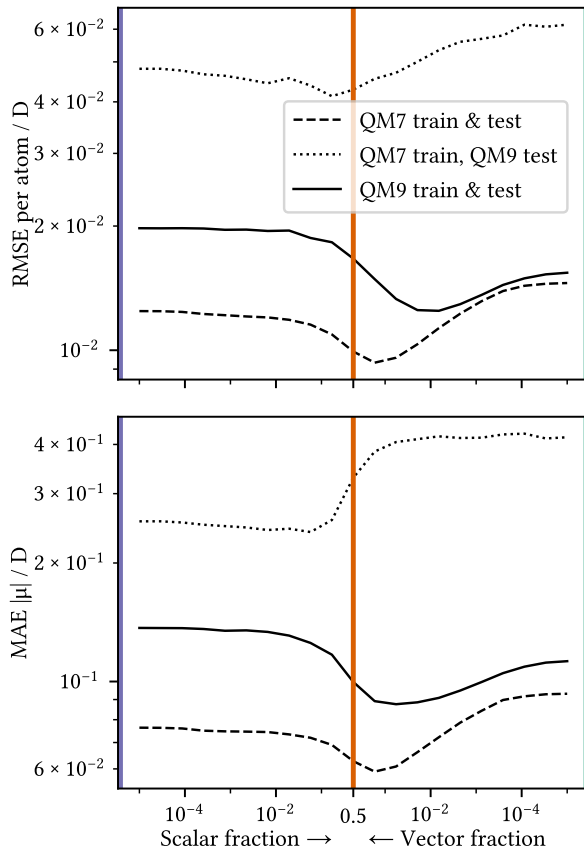 6 × 10⁻²
4 × 10⁻²
3 × 10⁻²
2 × 10⁻²
10⁻²
RMSE per atom / D
QM7 train & test
QM7 train, QM9 test
QM9 train & test
4 × 10⁻¹
3 × 10⁻¹
2 × 10⁻¹
10⁻¹
6 × 10⁻²
MAE |μ| / D
10⁻⁴ 10⁻² 0.5 10⁻² 10⁻⁴
Scalar fraction → ← Vector fraction